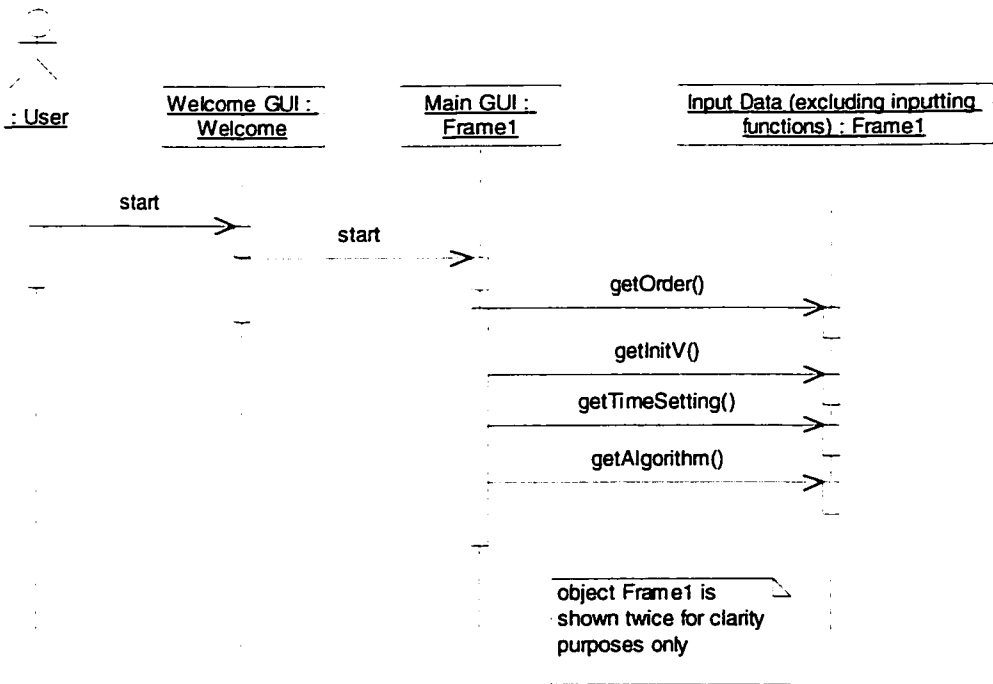 : User
Welcome GUI :
Welcome
Main GUI :
Frame1
Input Data (excluding inputting
functions) : Frame1
start
start
getOrder()
getInitV()
getTimeSetting()
getAlgorithm()
object Frame1 is
shown twice for clarity
purposes only